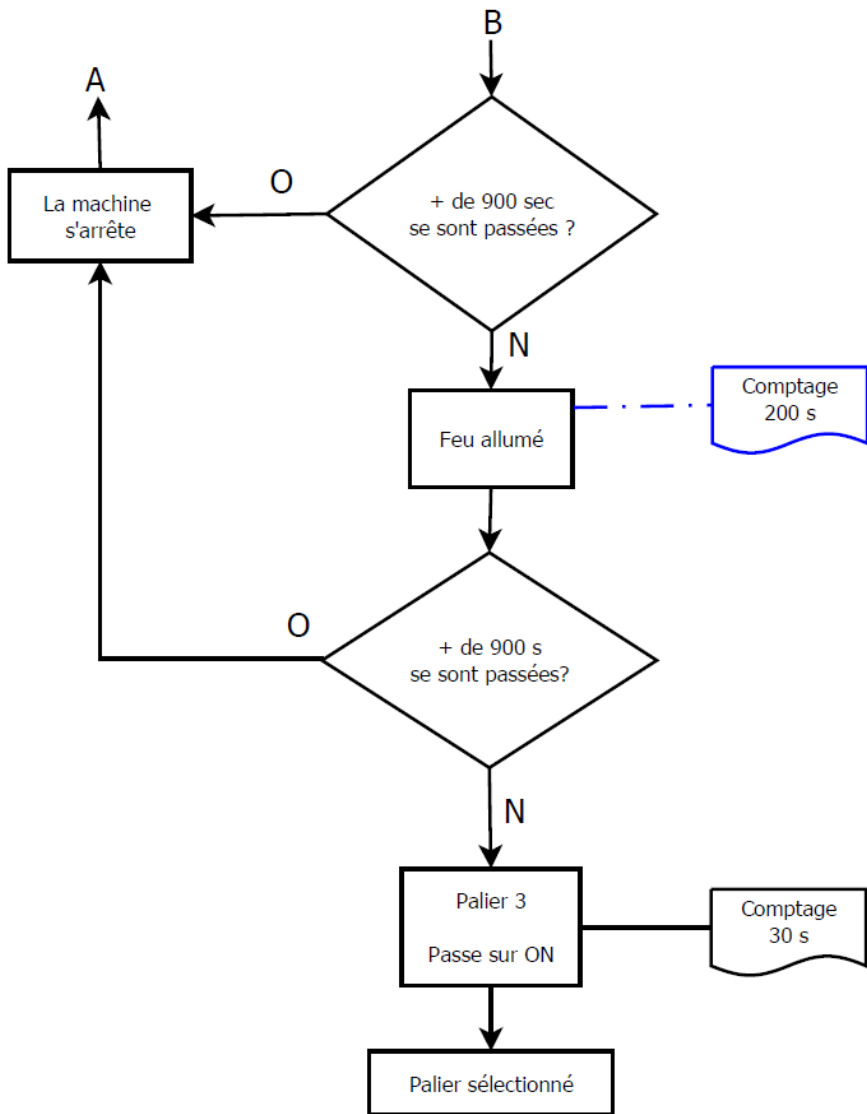 B
A
O
La machine
s'arrête
+ de 900 sec
se sont passées ?
N
Comptage
200 s
Feu allumé
O
+ de 900 s
se sont passées?
N
Palier 3
Passe sur ON
Comptage
30 s
Palier sélectionné